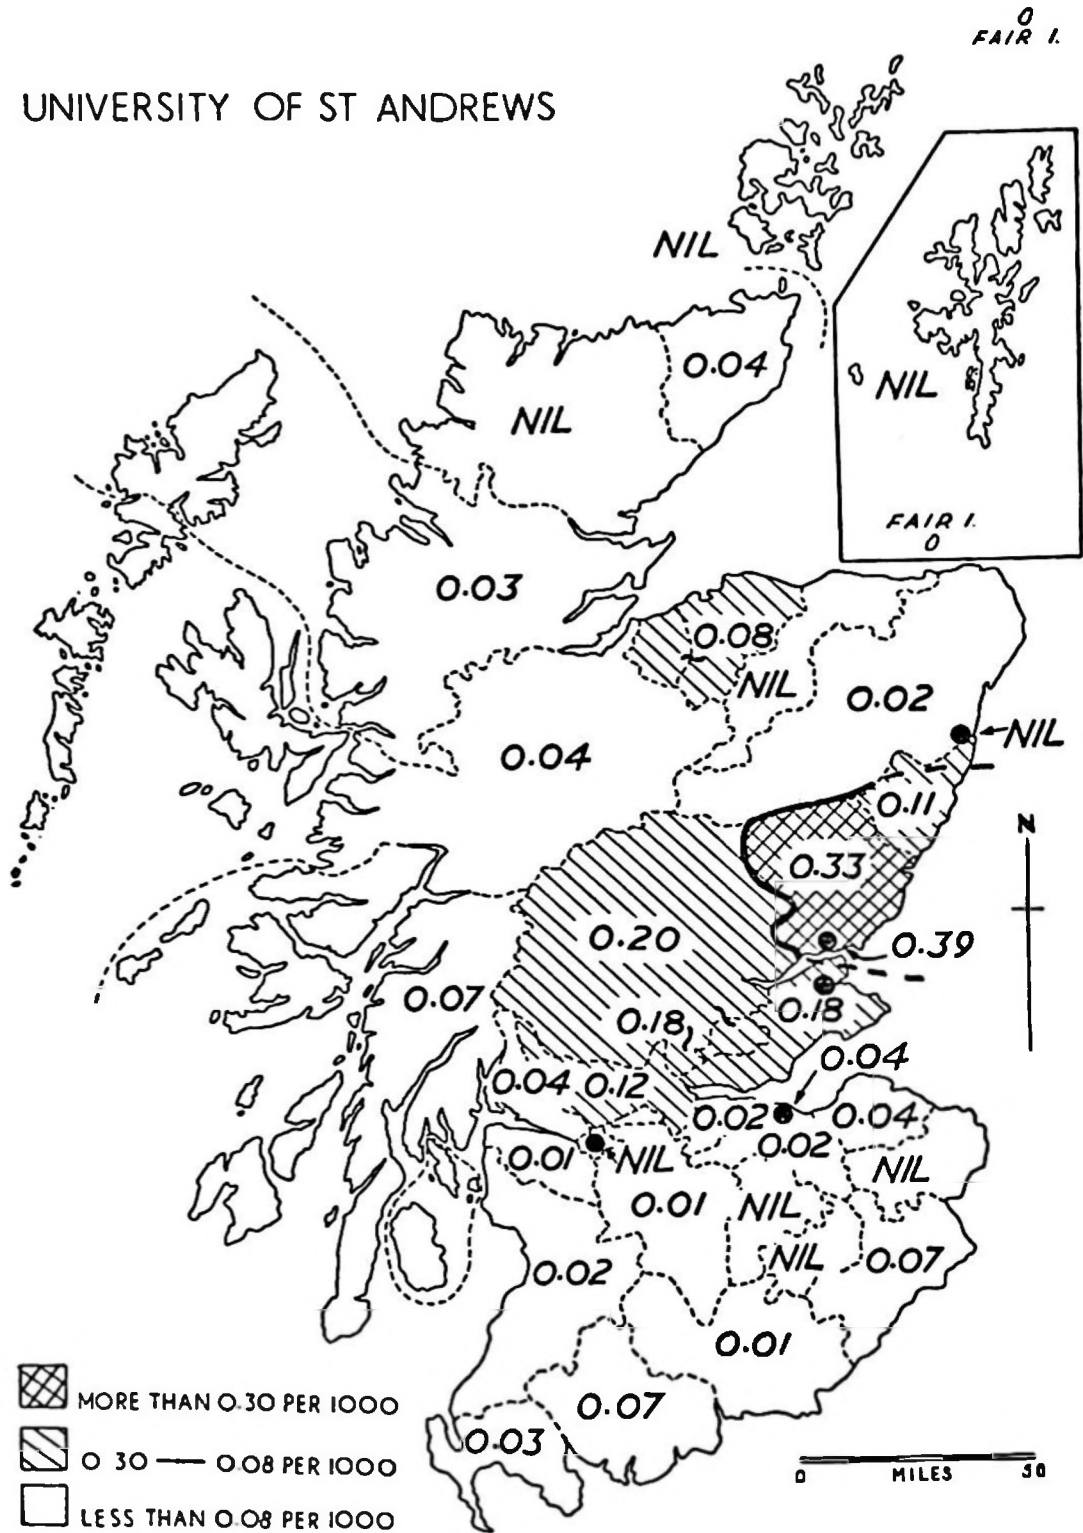 0
FAIR I.
UNIVERSITY OF ST ANDREWS
NIL
0.04
NIL
NIL
FAIR I.
0
0.03
0.08
NIL
0.02
NIL
0.04
0.11
N
0.33
0.20
0.39
0.07
0.18
0.18
0.04
0.04
0.12
0.02
0.04
0.02
0.01
NIL
NIL
0.01
NIL
NIL
0.07
0.02
0.01
0.07
0.03
MORE THAN 0.30 PER 1000
0 30 — 0.08 PER 1000
LESS THAN 0.08 PER 1000
0 MILES 30